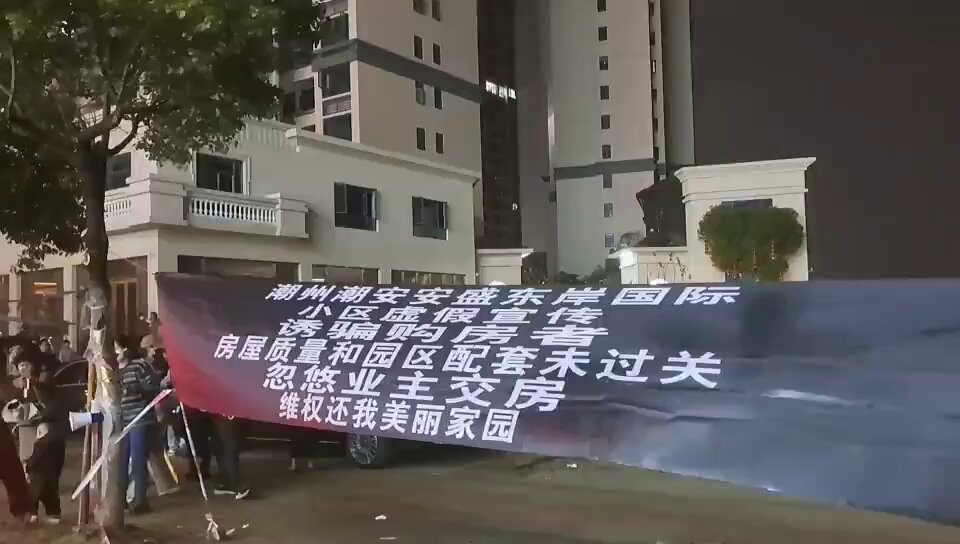 潮州潮安安盛东岸国际
小区虚假宣传
诱骗购房者
房屋质量和园区配套未过关
忽悠业主交房
维权还我美丽家园